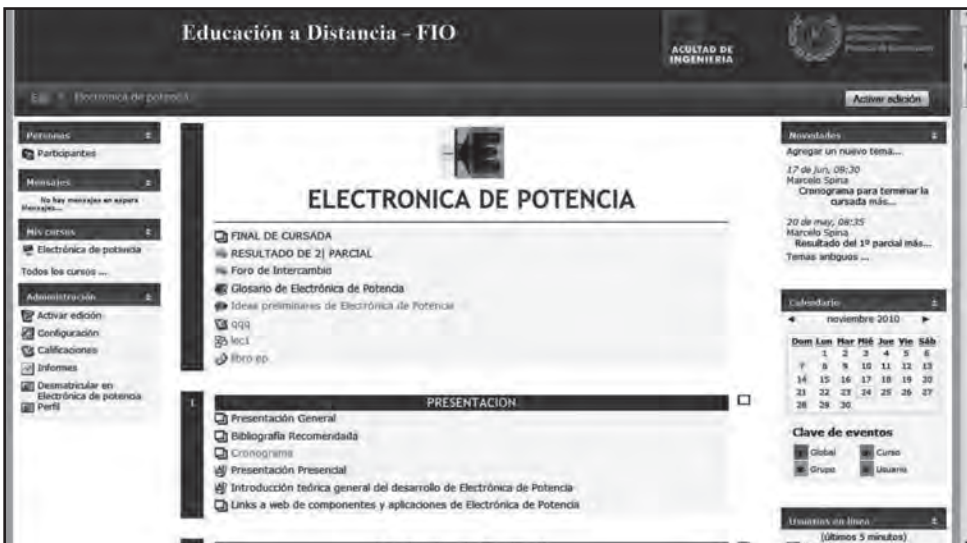 Educación a Distancia - FIO
ACULTAD DE
INGENIERIA
Electrónica de potencia
Activar edición
Personas
Participantes
Mensajes
No hay mensajes en espera
Mensajes...
Mis cursos
Electrónica de potencia
Todos los cursos ...
Administración
Activar edición
Configuración
Calificaciones
Informes
Desmatricular en
Electrónica de potencia
Perfil
ELECTRONICA DE POTENCIA
FINAL DE CURSADA
RESULTADO DE 2| PARCIAL
Foro de Intercambio
Glosario de Electrónica de Potencia
Ideas preliminares de Electrónica de Potencia
qqq
lec1
libro ep
1
PRESENTACION
Presentación General
Bibliografía Recomendada
Cronograma
Presentación Presencial
Introducción teórica general del desarrollo de Electrónica de Potencia
Links a web de componentes y aplicaciones de Electrónica de Potencia
Novedades
Agregar un nuevo tema...
17 de jun, 09:30
Marcelo Spina
Cronograma para terminar la
cursada más...
20 de may, 08:35
Marcelo Spina
Resultado del 1º parcial más...
Temas antiguos ...
Calendario
noviembre 2010
Dom Lun Mar Mié Jue Vie Sáb
1 2 3 4 5 6
7 8 9 10 11 12 13
14 15 16 17 18 19 20
21 22 23 24 25 26 27
28 29 30
Clave de eventos
Global Curso
Grupo Usuario
Usuarios en línea
(últimos 5 minutos)